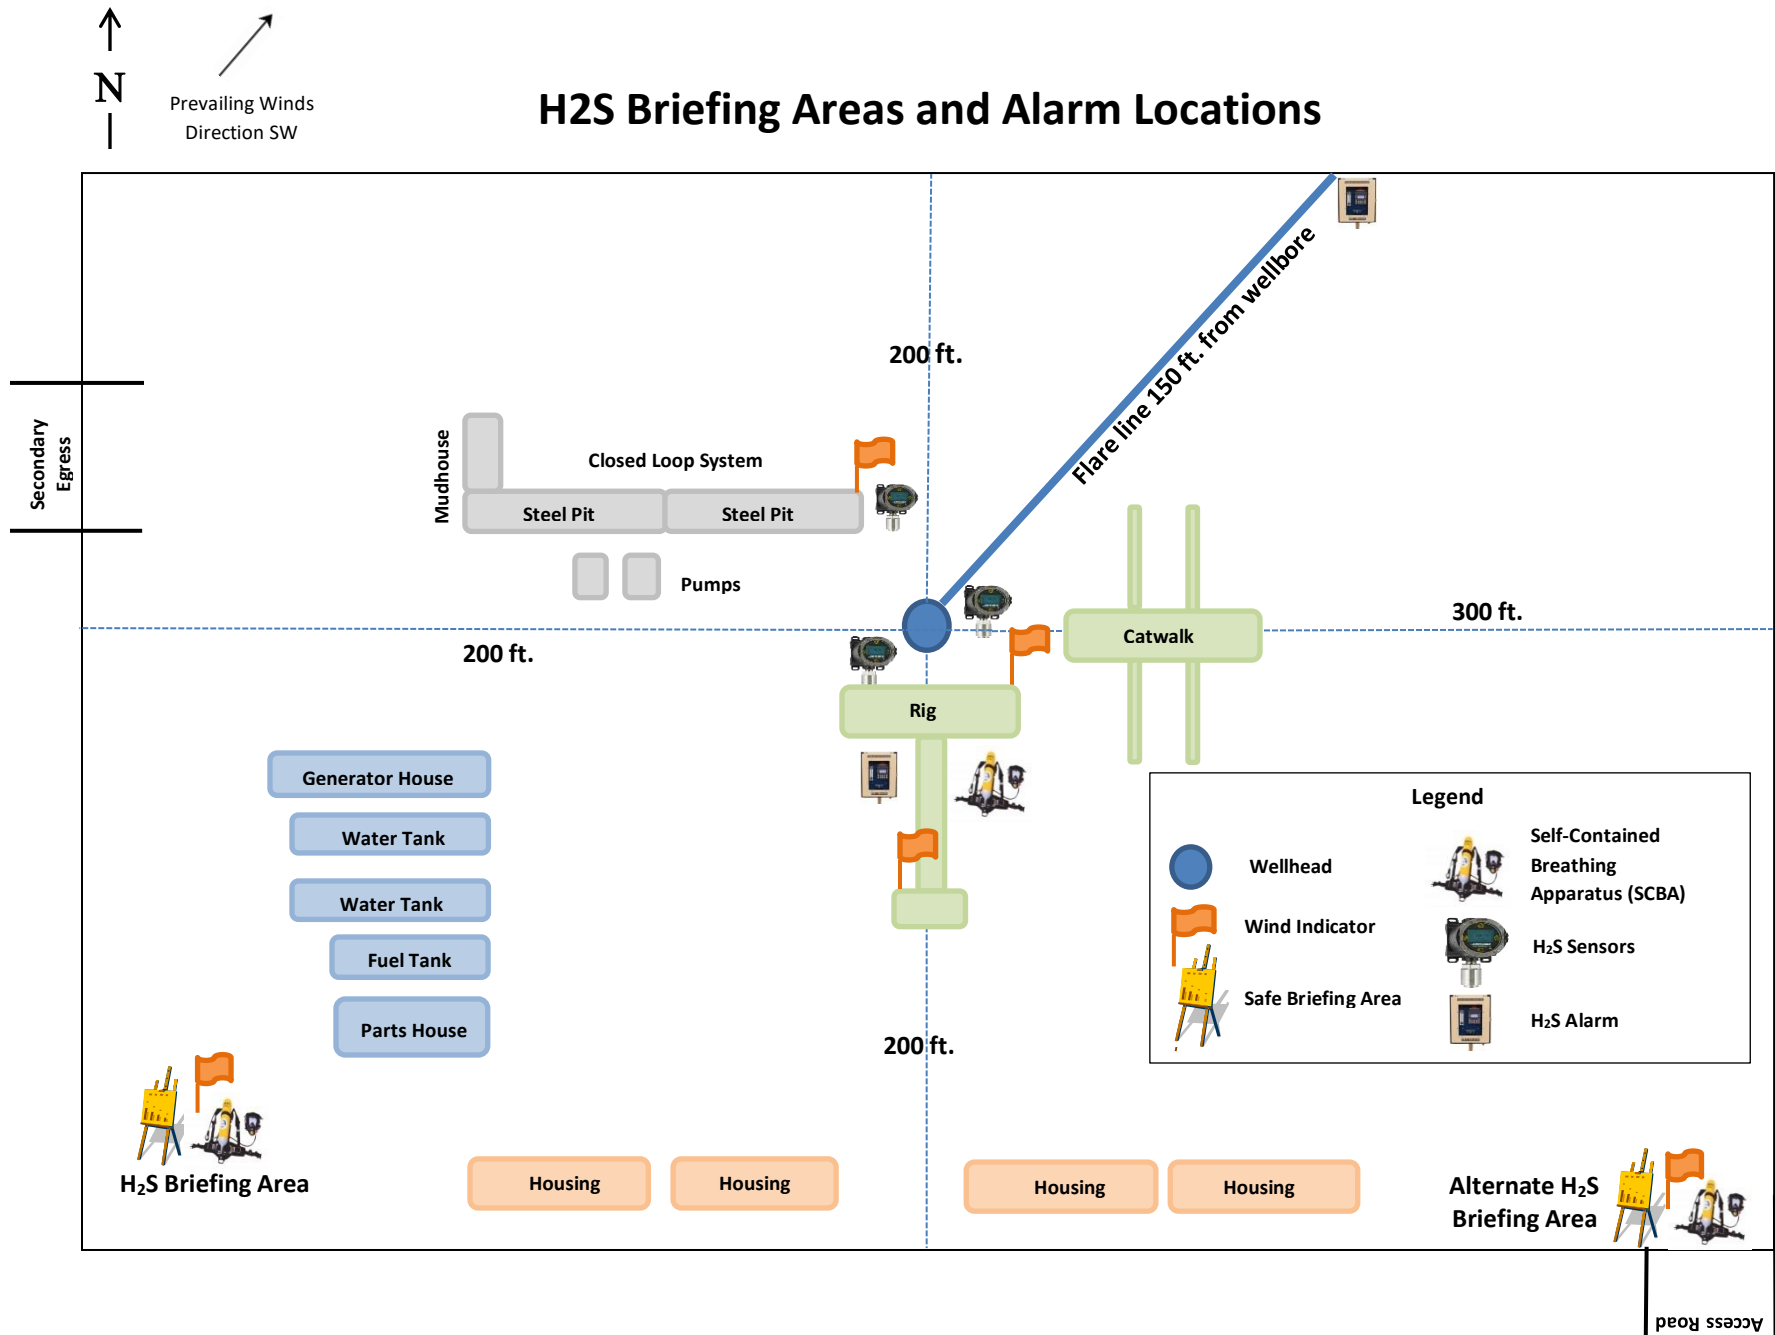 N
Prevailing Winds
Direction SW
H2S Briefing Areas and Alarm Locations
200 ft.
Flare line 150 ft. from wellbore
Secondary
Egress
Mudhouse
Closed Loop System
Steel Pit
Steel Pit
Pumps
300 ft.
200 ft.
Catwalk
Rig
Generator House
Water Tank
Water Tank
Fuel Tank
Parts House
Legend
Wellhead
Wind Indicator
Safe Briefing Area
Self-Contained
Breathing
Apparatus (SCBA)
H₂S Sensors
H₂S Alarm
200 ft.
H₂S Briefing Area
Housing
Housing
Housing
Housing
Alternate H₂S
Briefing Area
Access Road